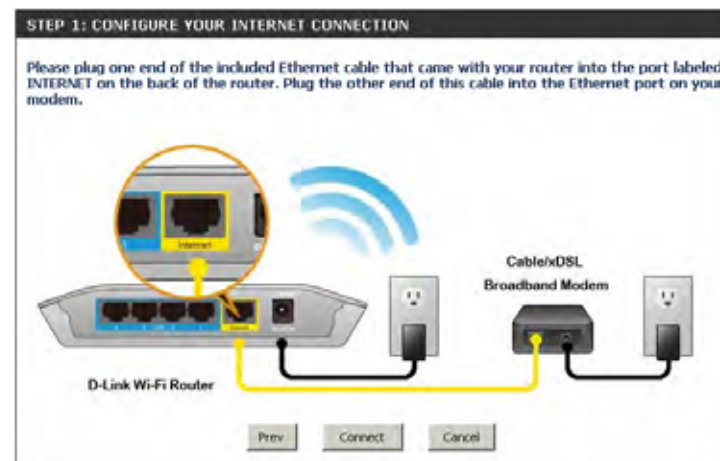 STEP 1: CONFIGURE YOUR INTERNET CONNECTION
Please plug one end of the included Ethernet cable that came with your router into the port labeled
INTERNET on the back of the router. Plug the other end of this cable into the Ethernet port on your
modem.
Internet
Cable/xDSL
Broadband Modem
D-Link Wi-Fi Router
Prev
Connect
Cancel